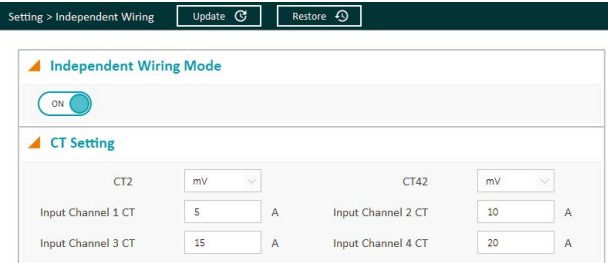 Setting > Independent Wiring Update Restore
Independent Wiring Mode
ON
CT Setting
CT2 mV CT42 mV
Input Channel 1 CT 5 A Input Channel 2 CT 10 A
Input Channel 3 CT 15 A Input Channel 4 CT 20 A